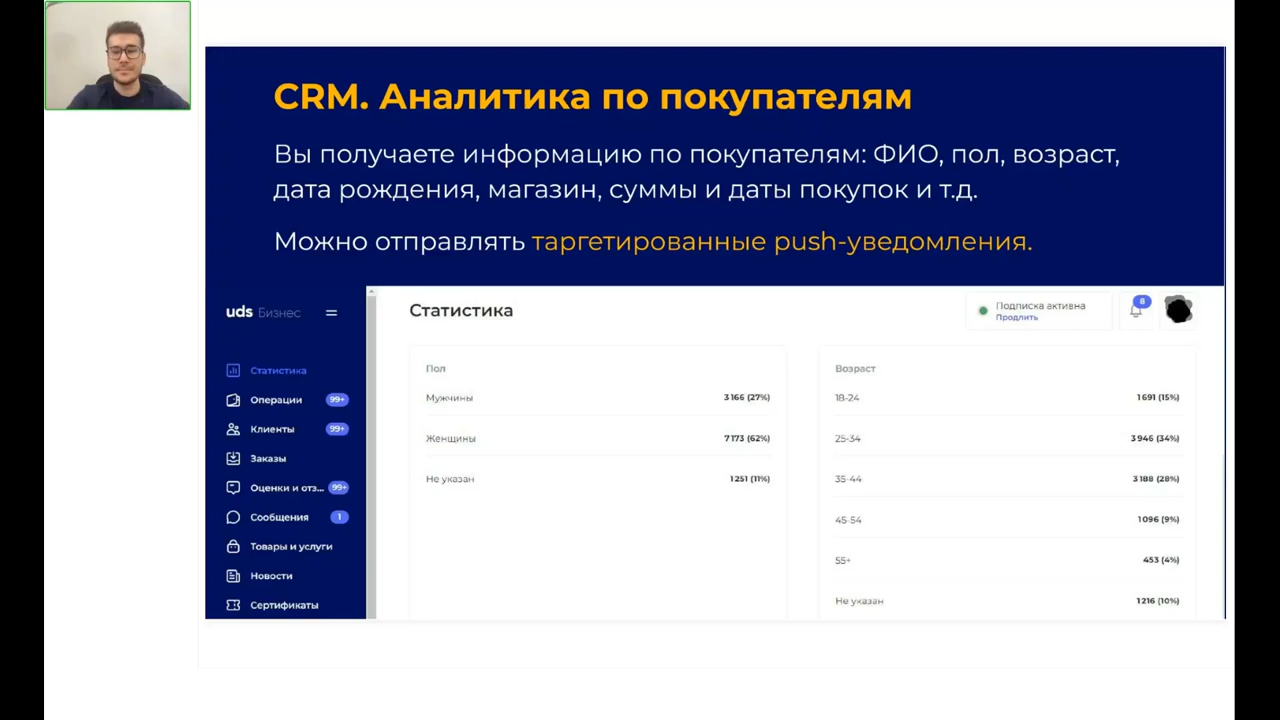 CRM. Аналитика по покупателям
Вы получаете информацию по покупателям: ФИО, пол, возраст,
дата рождения, магазин, суммы и даты покупок и т.д.
Можно отправлять таргетированные push-уведомления.
uds Бизнес
Статистика
Операции 99+
Клиенты 99+
Заказы
Оценки и отз... 99+
Сообщения 1
Товары и услуги
Новости
Сертификаты
Статистика
Подписка активна
Продлить
8
Пол
Мужчины 3 166 (27%)
Женщины 7 173 (62%)
Не указан 1 251 (11%)
Возраст
18-24 1 691 (15%)
25-34 3 946 (34%)
35-44 3 188 (28%)
45-54 1 096 (9%)
55+ 453 (4%)
Не указан 1 216 (10%)